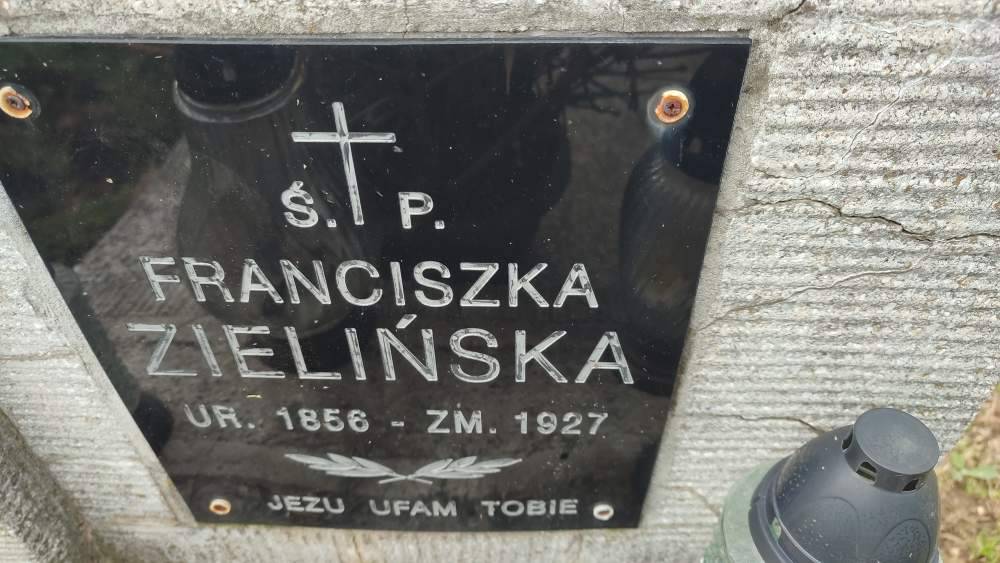 Ś. P.
FRANCISZKA
ZIELIŃSKA
UR. 1856 - ZM. 1927
JEZU UFAM TOBIE